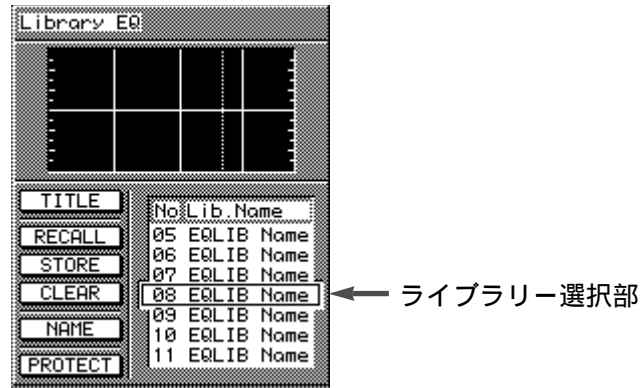 Library EQ
TITLE
RECALL
STORE
CLEAR
NAME
PROTECT
No Lib.Name
05 EQLIB Name
06 EQLIB Name
07 EQLIB Name
08 EQLIB Name
09 EQLIB Name
10 EQLIB Name
11 EQLIB Name
ライブラリー選択部